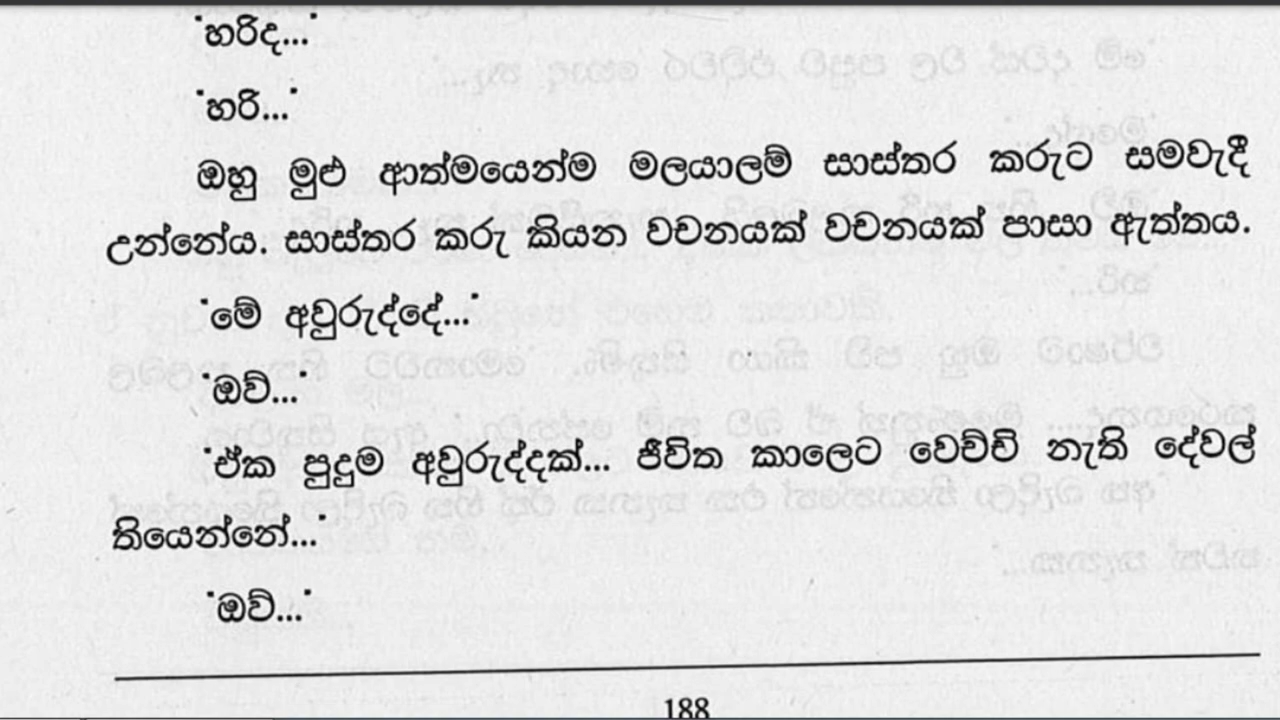 'හරිද...'
'හරි...'
ඔහු මුළු ආත්මයෙන්ම මලයාලම් සාස්තර කරුට සමවැදී
උන්නේය. සාස්තර කරු කියන වචනයක් වචනයක් පාසා ඇත්තය.
'මේ අවුරුද්දේ...'
'ඔව්...'
'ඒක පුදුම අවුරුද්දක්... ජීවිත කාලෙට වෙච්ච නැති දේවල්
තියෙන්නේ...'
'ඔව්...'
188